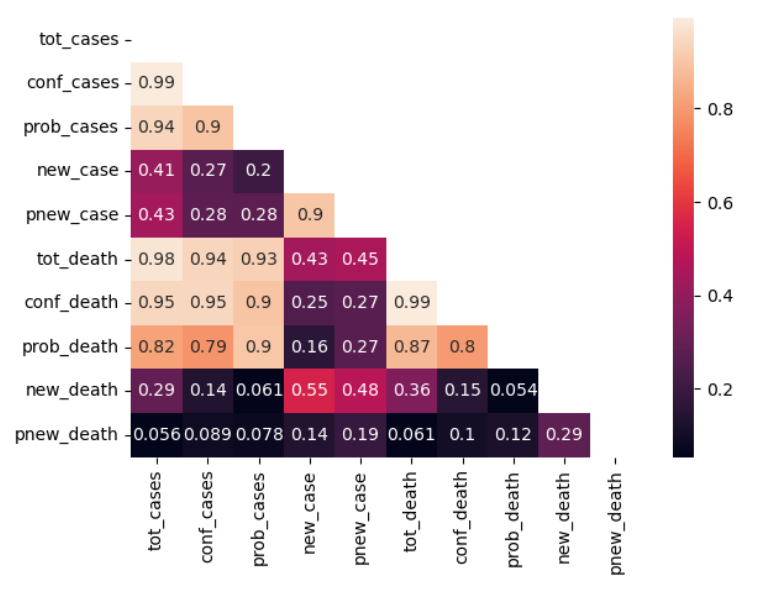 tot_cases
conf_cases 0.99
prob_cases 0.94 0.9
new_case 0.41 0.27 0.2
pnew_case 0.43 0.28 0.28 0.9
tot_death 0.98 0.94 0.93 0.43 0.45
conf_death 0.95 0.95 0.9 0.25 0.27 0.99
prob_death 0.82 0.79 0.9 0.16 0.27 0.87 0.8
new_death 0.29 0.14 0.061 0.55 0.48 0.36 0.15 0.054
pnew_death 0.056 0.089 0.078 0.14 0.19 0.061 0.1 0.12 0.29
tot_cases conf_cases prob_cases new_case pnew_case tot_death conf_death prob_death new_death pnew_death
0.8
0.6
0.4
0.2